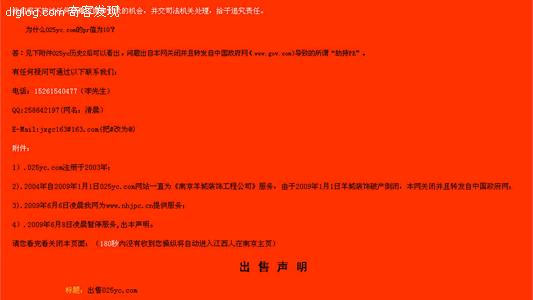 diglog.com 奇客发现
的机会，并交司法机关处理，给予追究责任。
为什么025yc.com的pr值为10？
答：见下附件025yc历史2后可以看出，问题出自本网关闭并且转发自中国政府网（www.gov.com)导致的所谓“劫持PR”。
有任何疑问可通过以下联系我们：
电话：15261540477（李先生）
QQ:258642197(网名：清晨)
E-Mail:jxgc163#163.com(把#改为@)
附件：
1）.025yc.com注册于2003年；
2).2004年自2009年1月1日025yc.com网站一直为《南京羊城装饰工程公司》服务，由于2009年1月1日羊城装饰破产倒闭，本网关闭并且转发自中国政府网；
3).2009年6月6日凌晨我网为www.nhjpc.cn提供服务；
4）.2009年6月8日凌晨暂停服务,出本声明；
请您看完看关闭本页面：（180秒内没有收到您操纵将自动进入江西人在南京主页）
出 售 声 明
标题：出售025yc.com